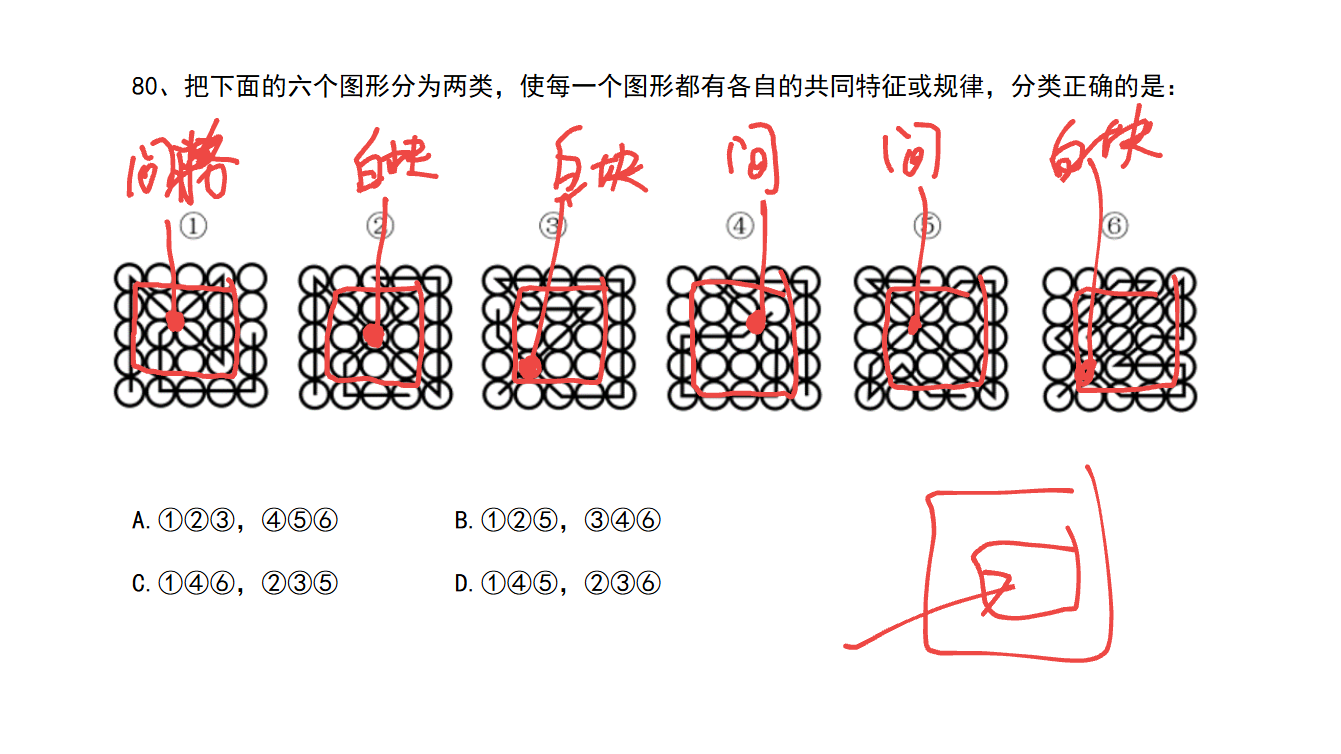 80、把下面的六个图形分为两类，使每一个图形都有各自的共同特征或规律，分类正确的是：
间 白块 白块 间 间 白块
① ② ③ ④ ⑤ ⑥
A.①②③，④⑤⑥ B.①②⑤，③④⑥
C.①④⑥，②③⑤ D.①④⑤，②③⑥